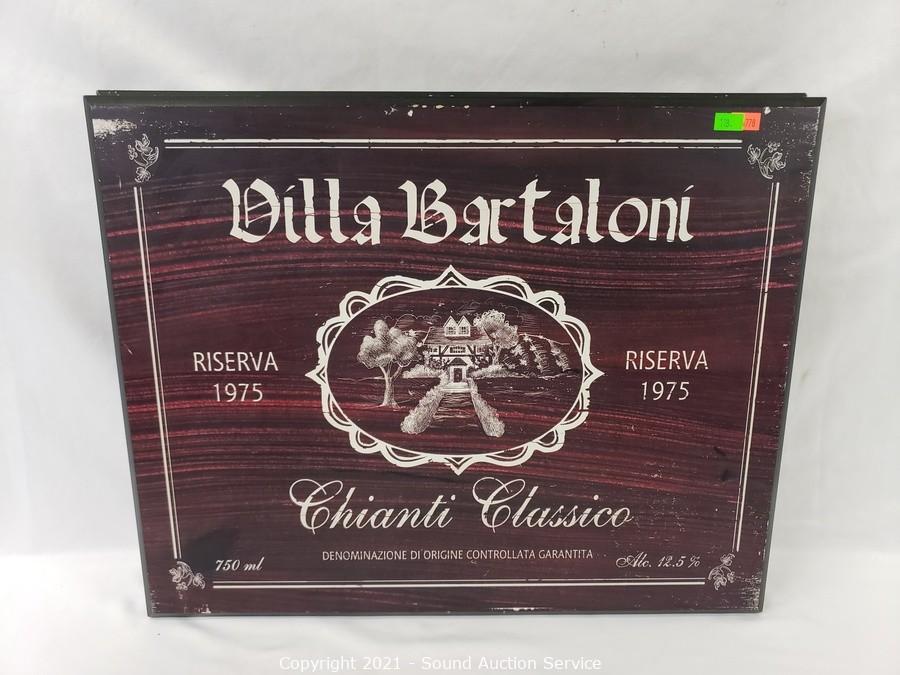 Villa Bartaloni
RISERVA
1975
RISERVA
1975
Chianti Classico
DENOMINAZIONE DI ORIGINE CONTROLLATA GARANTITA
750 ml
Alc. 12.5 %
Copyright 2021 - Sound Auction Service